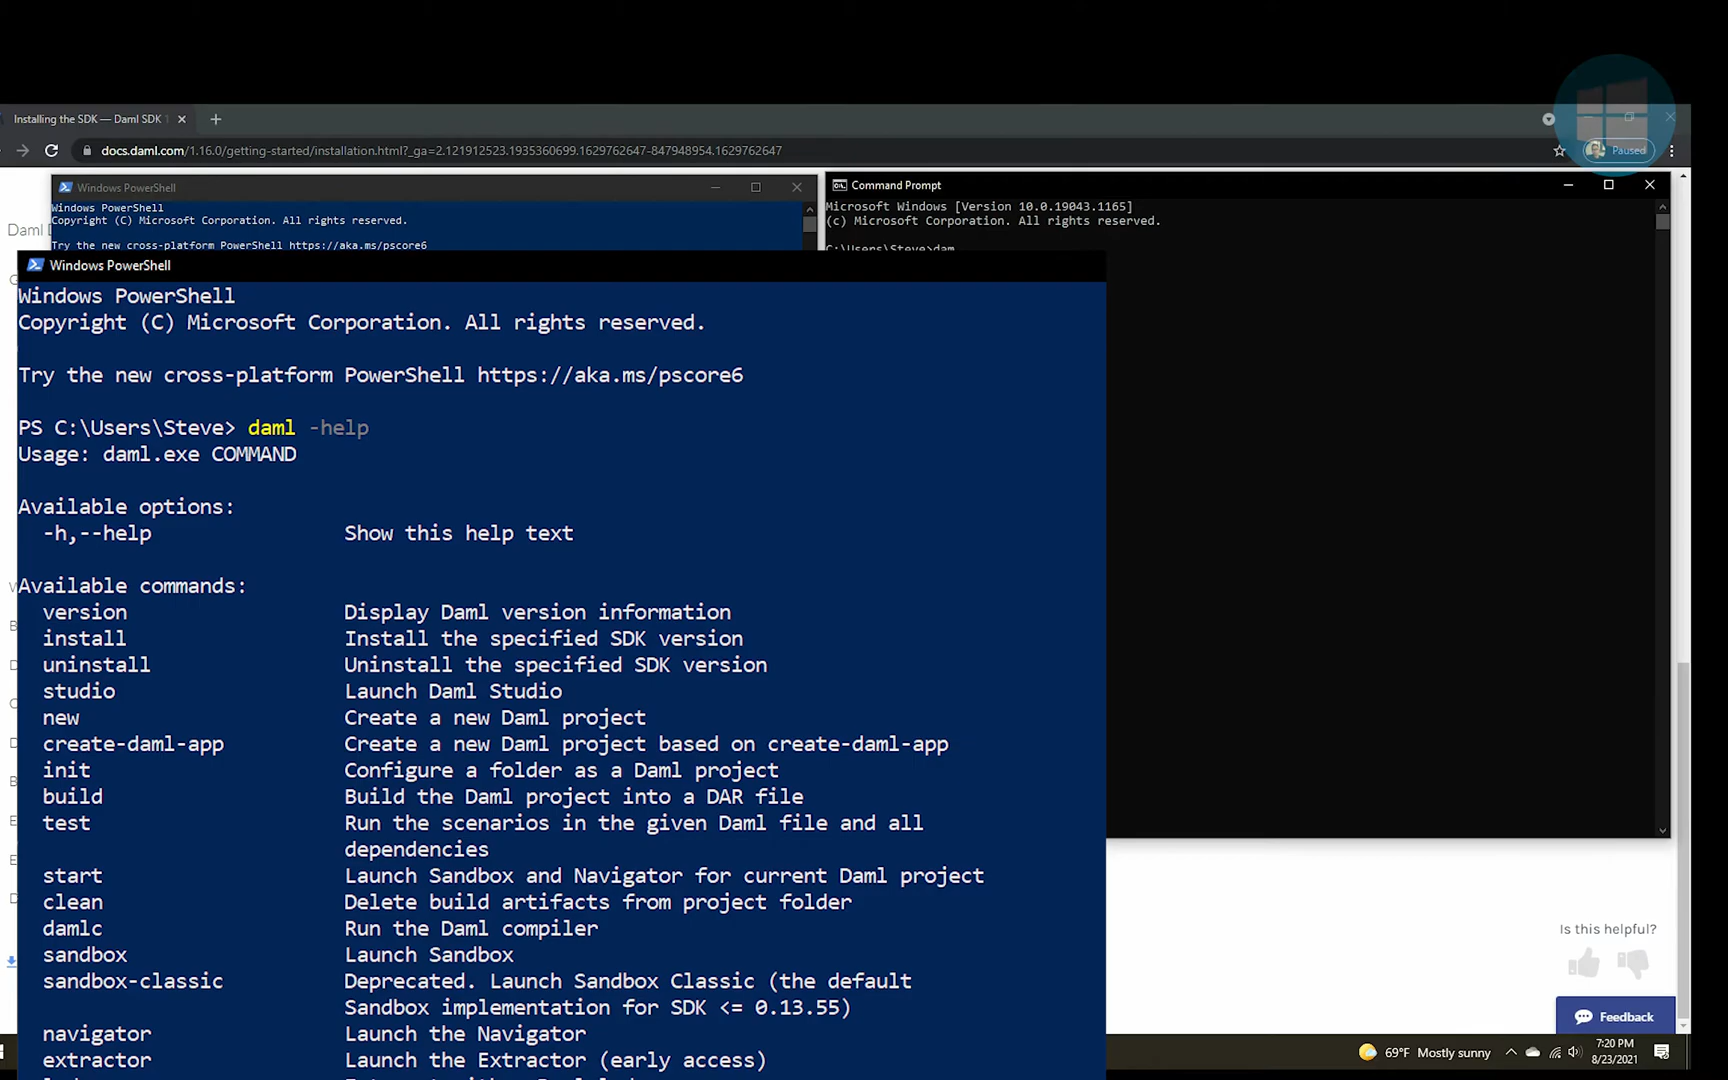 Installing the SDK — Daml SDK 1
docs.daml.com/1.16.0/getting-started/installation.html?_ga=2.121912523.1935360699.1629762647-847948954.1629762647
Paused
Windows PowerShell
Windows PowerShell
Copyright (C) Microsoft Corporation. All rights reserved.
Try the new cross-platform PowerShell https://aka.ms/pscore6
Command Prompt
Microsoft Windows [Version 10.0.19043.1165]
(c) Microsoft Corporation. All rights reserved.
C:\Users\Steve>dam
Daml D
Windows PowerShell
Windows PowerShell
Copyright (C) Microsoft Corporation. All rights reserved.
Try the new cross-platform PowerShell https://aka.ms/pscore6
PS C:\Users\Steve> daml -help
Usage: daml.exe COMMAND
Available options:
-h,--help Show this help text
Available commands:
version Display Daml version information
install Install the specified SDK version
uninstall Uninstall the specified SDK version
studio Launch Daml Studio
new Create a new Daml project
create-daml-app Create a new Daml project based on create-daml-app
init Configure a folder as a Daml project
build Build the Daml project into a DAR file
test Run the scenarios in the given Daml file and all
dependencies
start Launch Sandbox and Navigator for current Daml project
clean Delete build artifacts from project folder
damlc Run the Daml compiler
sandbox Launch Sandbox
sandbox-classic Deprecated. Launch Sandbox Classic (the default
Sandbox implementation for SDK <= 0.13.55)
navigator Launch the Navigator
extractor Launch the Extractor (early access)
Is this helpful?
Feedback
69°F Mostly sunny
7:20 PM
8/23/2021